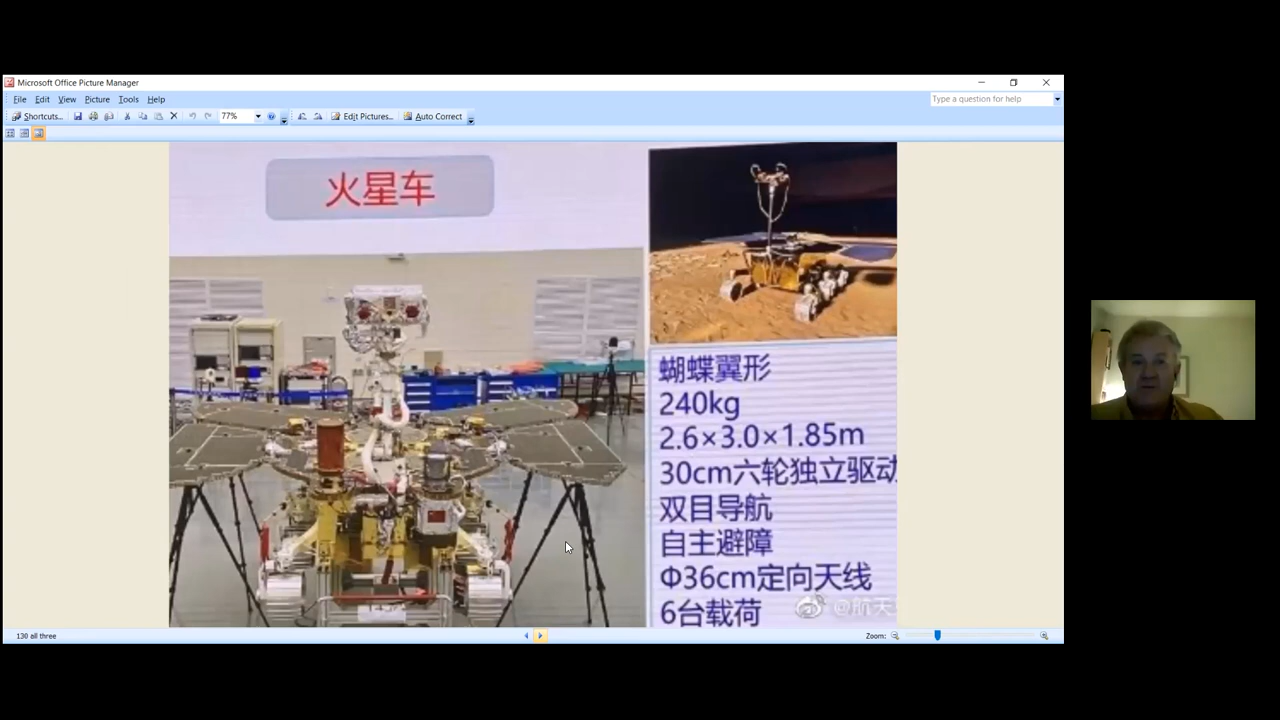 Microsoft Office Picture Manager
File Edit View Picture Tools Help
Type a question for help
Shortcuts... 77% Edit Pictures... Auto Correct
火星车
蝴蝶翼形
240kg
2.6×3.0×1.85m
30cm六轮独立驱动
双目导航
自主避障
Φ36cm定向天线
6台载荷
@航天
130 all three
Zoom: